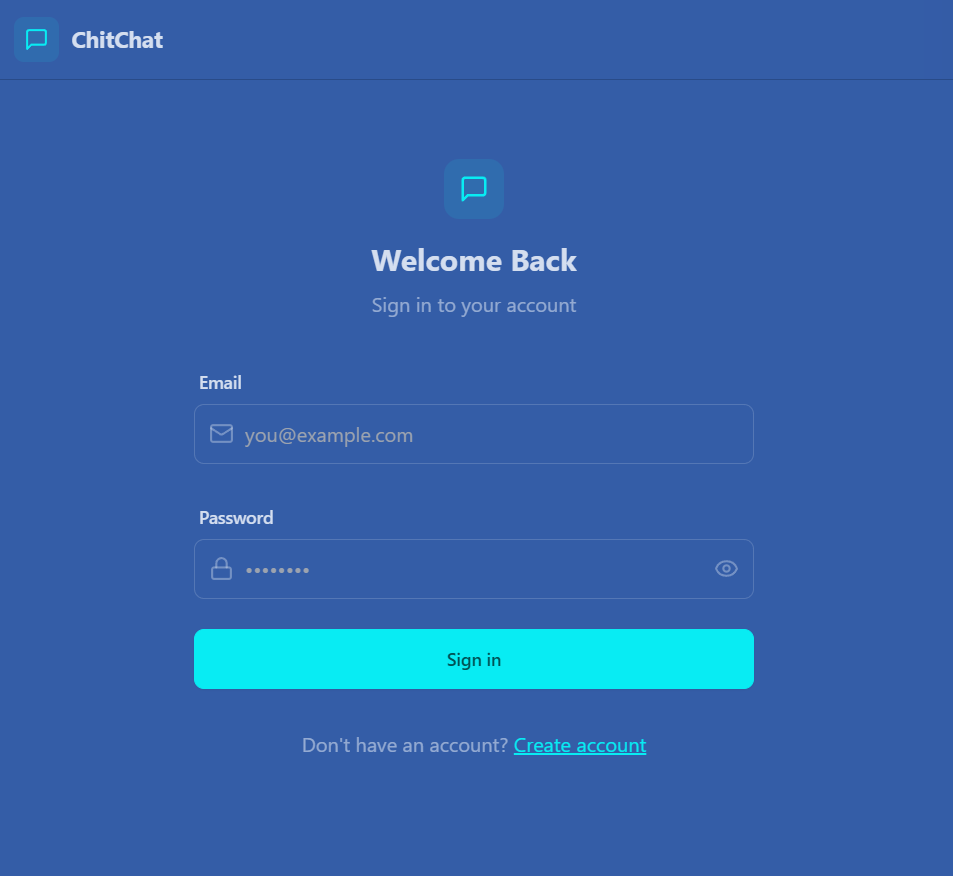 ChitChat
Welcome Back
Sign in to your account
Email
you@example.com
Password
••••••••
Sign in
Don't have an account? Create account